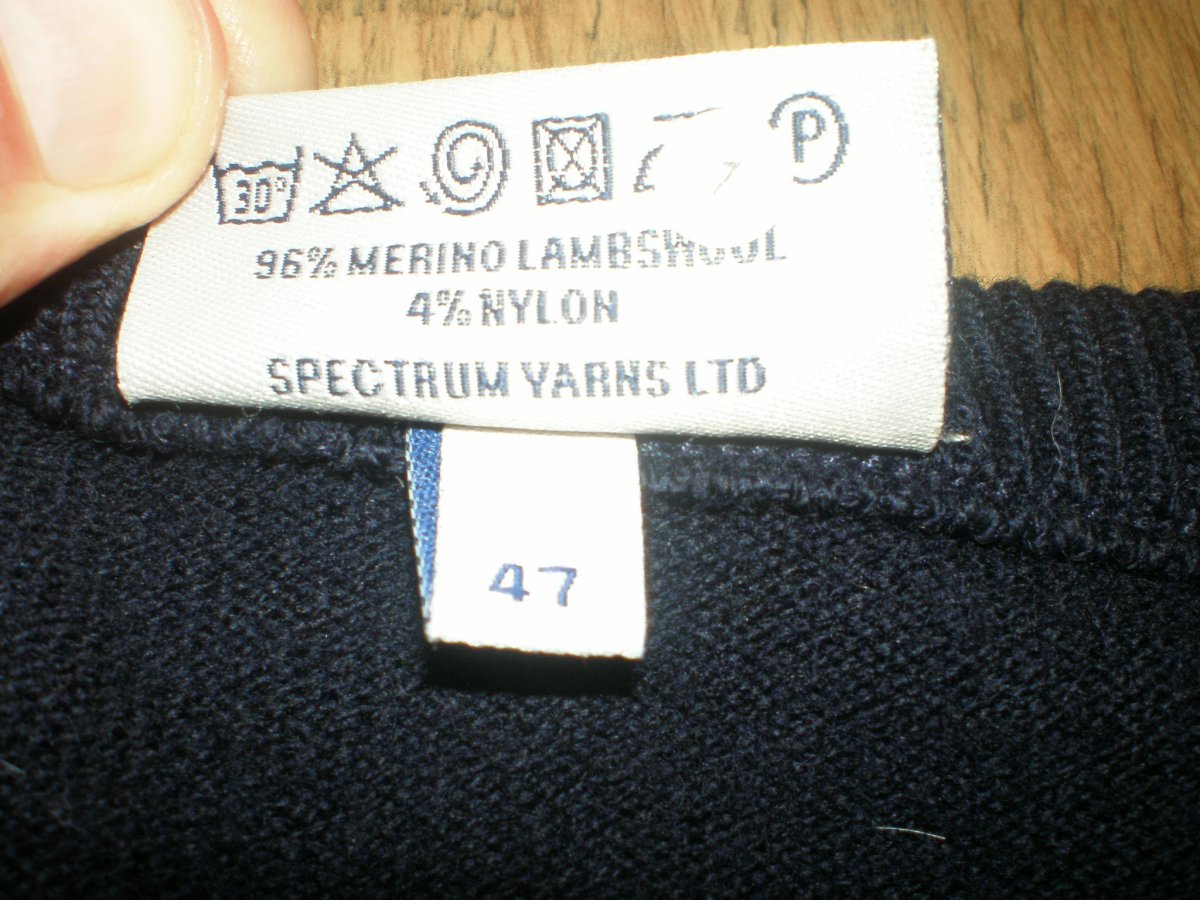 30° P
96% MERINO LAMBSWOOL
4% NYLON
SPECTRUM YARNS LTD
47